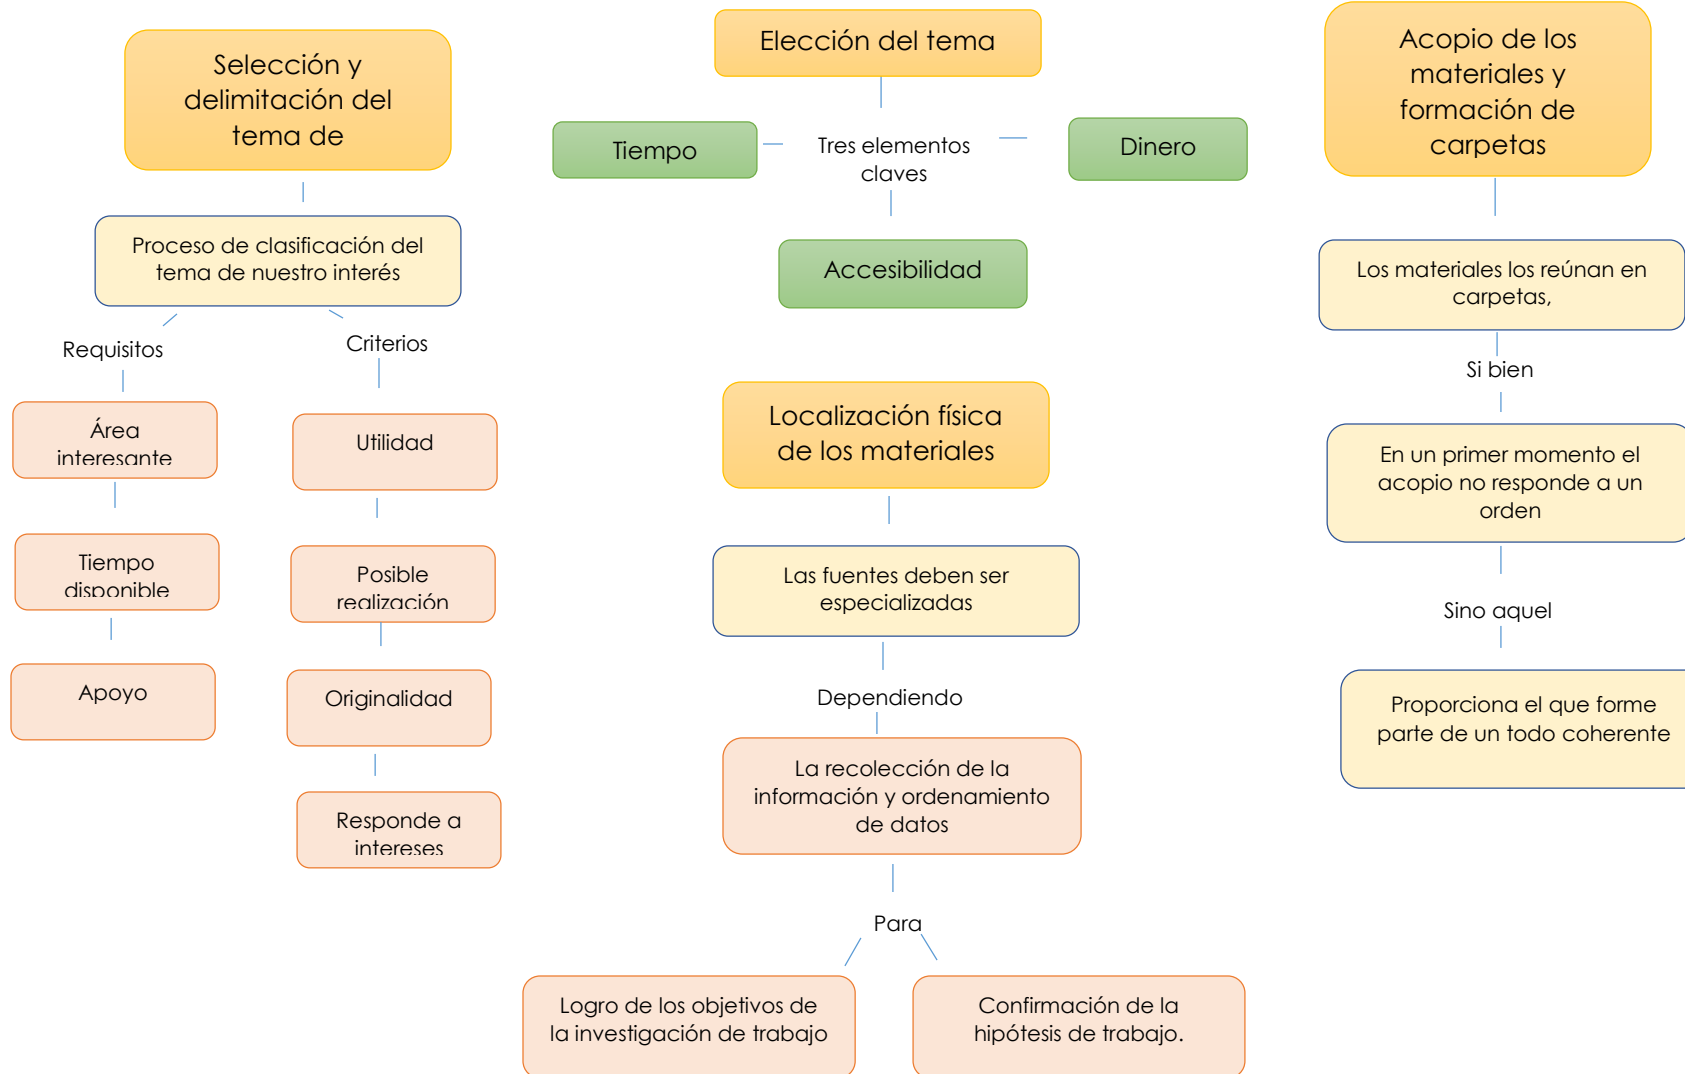 Selección y
delimitación del
tema de
Proceso de clasificación del
tema de nuestro interés
Requisitos
Criterios
Área
interesante
Tiempo
disponible
Apoyo
Utilidad
Posible
realización
Originalidad
Responde a
intereses
Elección del tema
Tres elementos
claves
Tiempo
Dinero
Accesibilidad
Localización física
de los materiales
Las fuentes deben ser
especializadas
Dependiendo
La recolección de la
información y ordenamiento
de datos
Para
Logro de los objetivos de
la investigación de trabajo
Confirmación de la
hipótesis de trabajo.
Acopio de los
materiales y
formación de
carpetas
Los materiales los reúnan en
carpetas,
Si bien
En un primer momento el
acopio no responde a un
orden
Sino aquel
Proporciona el que forme
parte de un todo coherente